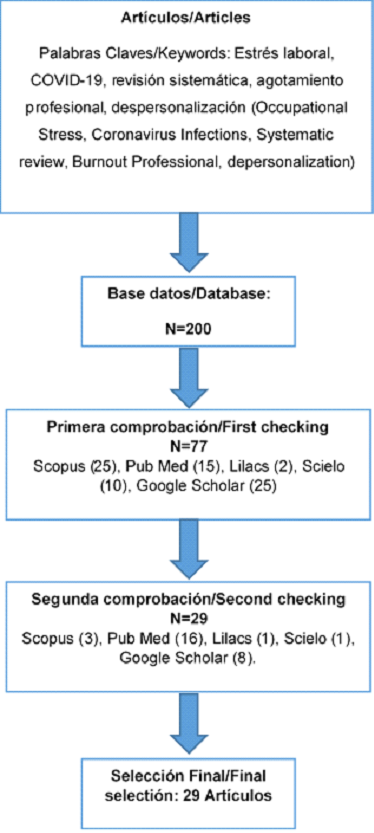 Artículos/Articles
Palabras Claves/Keywords: Estrés laboral,
COVID-19, revisión sistemática, agotamiento
profesional, despersonalización (Occupational
Stress, Coronavirus Infections, Systematic
review, Burnout Professional, depersonalization)
Base datos/Database:
N=200
Primera comprobación/First checking
N=77
Scopus (25), Pub Med (15), Lilacs (2), Scielo
(10), Google Scholar (25)
Segunda comprobación/Second checking
N=29
Scopus (3), Pub Med (16), Lilacs (1), Scielo (1),
Google Scholar (8).
Selección Final/Final
selección: 29 Artículos